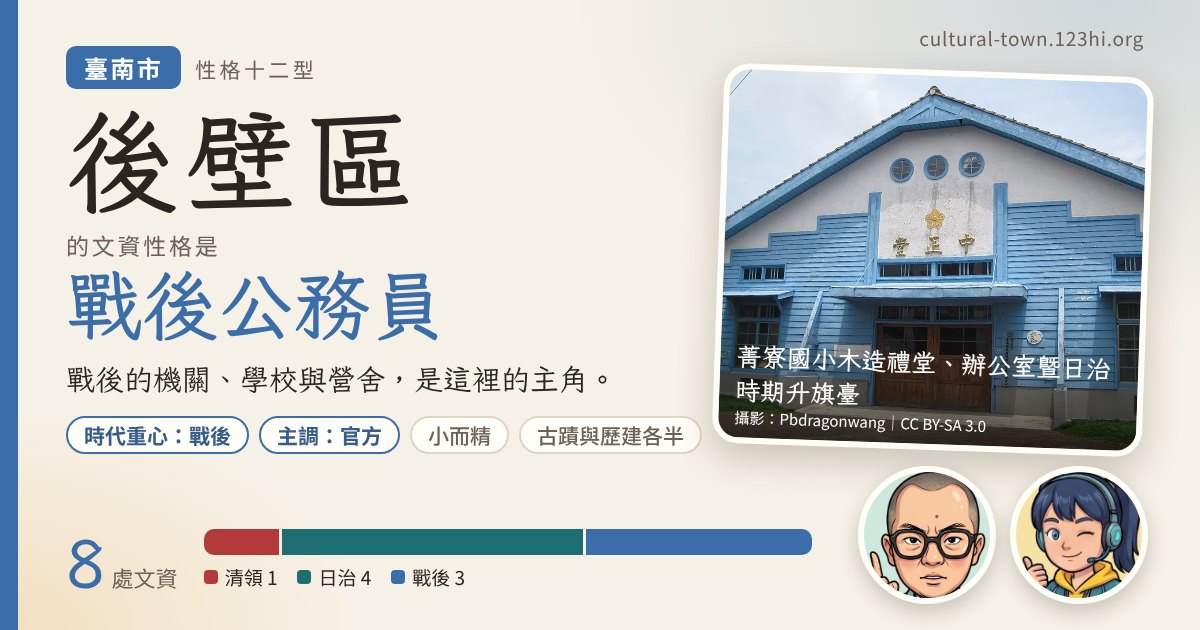 cultural-town.123hi.org
臺南市
性格十二型
後壁區
的文資性格是
戰後公務員
戰後的機關、學校與營舍，是這裡的主角。
時代重心：戰後
主調：官方
小而精
古蹟與歷建各半
堂正中
菁寮國小木造禮堂、辦公室暨日治
時期升旗臺
攝影：Pbdragonwang｜CC BY-SA 3.0
8 處文資
清領 1
日治 4
戰後 3